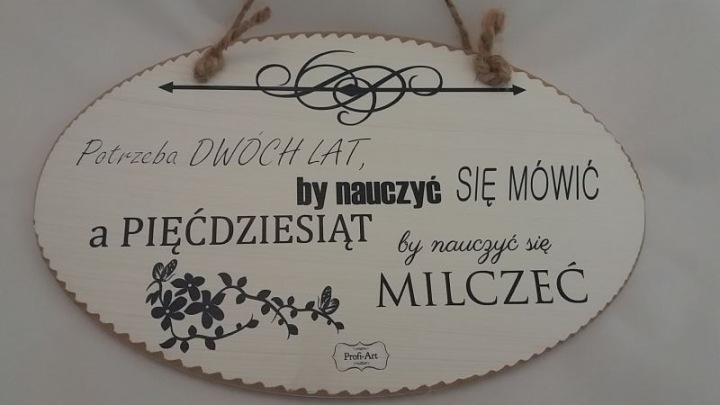 Potrzeba DWÓCH LAT,
by nauczyć SIĘ MÓWIĆ
a PIĘĆDZIESIĄT
by nauczyć się
MILCZEĆ
Profi-Art